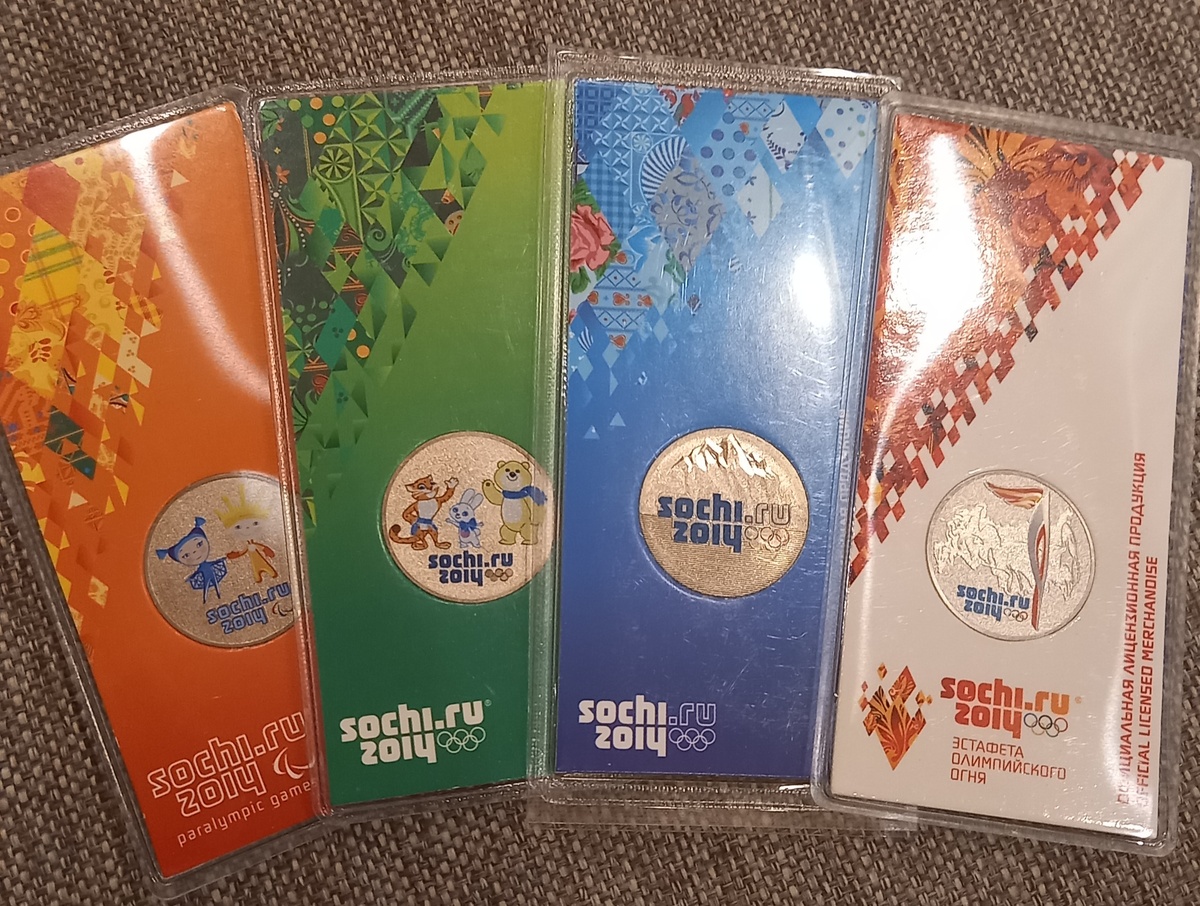 sochi.ru
2014
sochi.ru
2014
paralympic game
sochi.ru
2014
sochi.ru®
2014
sochi.ru
2014
sochi.ru
2014
sochi.ru
2014
sochi.ru®
2014
ЭСТАФЕТА
ОЛИМПИЙСКОГО
ОГНЯ
ОФИЦИАЛЬНАЯ ЛИЦЕНЗИОННАЯ ПРОДУКЦИЯ
OFFICIAL LICENSED MERCHANDISE